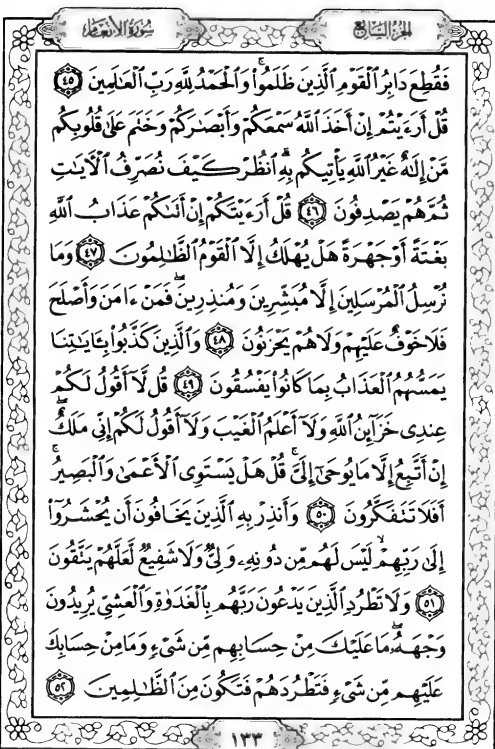 الجزء السابع
سورة الأنعام
فَقُطِعَ دَابِرُ ٱلْقَوْمِ ٱلَّذِينَ ظَلَمُوا۟ ۚ وَٱلْحَمْدُ لِلَّهِ رَبِّ ٱلْعَـٰلَمِينَ ٤٥
قُلْ أَرَءَيْتُمْ إِنْ أَخَذَ ٱللَّهُ سَمْعَكُمْ وَأَبْصَـٰرَكُمْ وَخَتَمَ عَلَىٰ قُلُوبِكُم
مَّنْ إِلَـٰهٌ غَيْرُ ٱللَّهِ يَأْتِيكُم بِهِ ۗ ٱنظُرْ كَيْفَ نُصَرِّفُ ٱلْـَٔايَـٰتِ
ثُمَّ هُمْ يَصْدِفُونَ ٤٦ قُلْ أَرَءَيْتَكُمْ إِنْ أَتَىٰكُمْ عَذَابُ ٱللَّهِ
بَغْتَةً أَوْ جَهْرَةً هَلْ يُهْلَكُ إِلَّا ٱلْقَوْمُ ٱلظَّـٰلِمُونَ ٤٧ وَمَا
نُرْسِلُ ٱلْمُرْسَلِينَ إِلَّا مُبَشِّرِينَ وَمُنذِرِينَ ۖ فَمَنْ ءَامَنَ وَأَصْلَحَ
فَلَا خَوْفٌ عَلَيْهِمْ وَلَا هُمْ يَحْزَنُونَ ٤٨ وَٱلَّذِينَ كَذَّبُوا۟ بِـَٔايَـٰتِنَا
يَمَسُّهُمُ ٱلْعَذَابُ بِمَا كَانُوا۟ يَفْسُقُونَ ٤٩ قُل لَّآ أَقُولُ لَكُمْ
عِندِى خَزَآئِنُ ٱللَّهِ وَلَآ أَعْلَمُ ٱلْغَيْبَ وَلَآ أَقُولُ لَكُمْ إِنِّى مَلَكٌ ۖ
إِنْ أَتَّبِعُ إِلَّا مَا يُوحَىٰٓ إِلَىَّ ۚ قُلْ هَلْ يَسْتَوِى ٱلْأَعْمَىٰ وَٱلْبَصِيرُ ۚ
أَفَلَا تَتَفَكَّرُونَ ٥٠ وَأَنذِرْ بِهِ ٱلَّذِينَ يَخَافُونَ أَن يُحْشَرُوٓا۟
إِلَىٰ رَبِّهِمْ ۙ لَيْسَ لَهُم مِّن دُونِهِۦ وَلِىٌّ وَلَا شَفِيعٌ لَّعَلَّهُمْ يَتَّقُونَ
٥١ وَلَا تَطْرُدِ ٱلَّذِينَ يَدْعُونَ رَبَّهُم بِٱلْغَدَوٰةِ وَٱلْعَشِىِّ يُرِيدُونَ
وَجْهَهُۥ ۖ مَا عَلَيْكَ مِنْ حِسَابِهِم مِّن شَىْءٍ وَمَا مِنْ حِسَابِكَ
عَلَيْهِم مِّن شَىْءٍ فَتَطْرُدَهُمْ فَتَكُونَ مِنَ ٱلظَّـٰلِمِينَ ٥٢
١٣٣